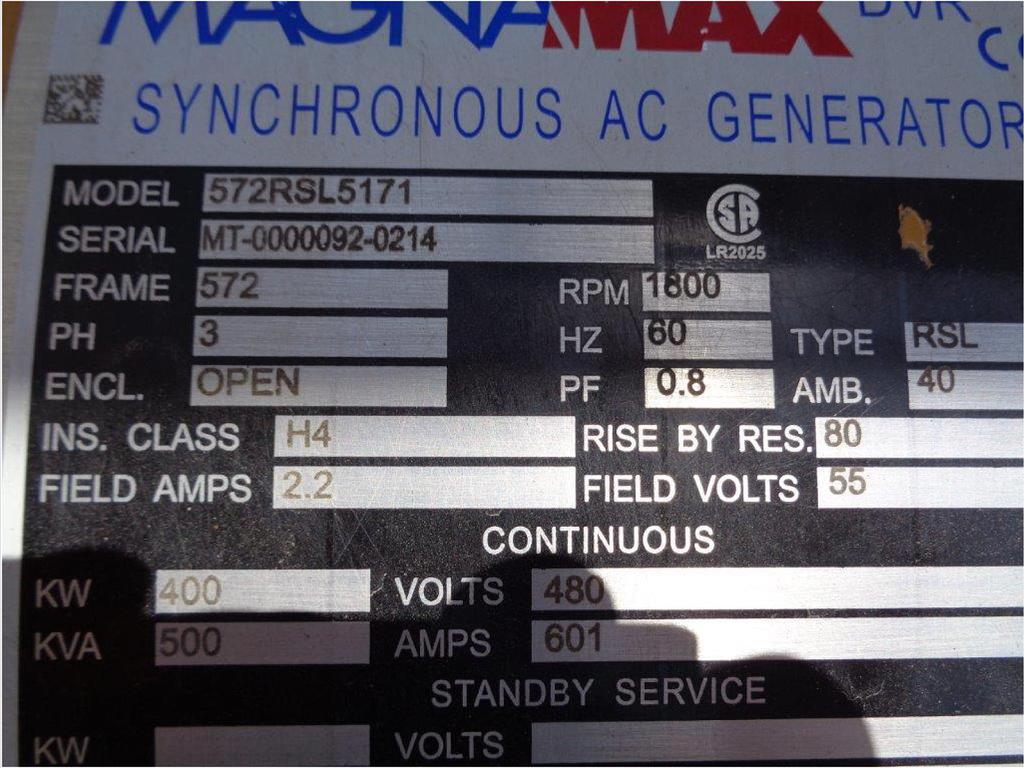 MAGNAMAX DVR
SYNCHRONOUS AC GENERATOR
MODEL 572RSL5171
SERIAL MT-0000092-0214
LR2025
FRAME 572 RPM 1800
PH 3 HZ 60 TYPE RSL
ENCL. OPEN PF 0.8 AMB. 40
INS. CLASS H4 RISE BY RES. 80
FIELD AMPS 2.2 FIELD VOLTS 55
CONTINUOUS
KW 400 VOLTS 480
KVA 500 AMPS 601
STANDBY SERVICE
KW VOLTS